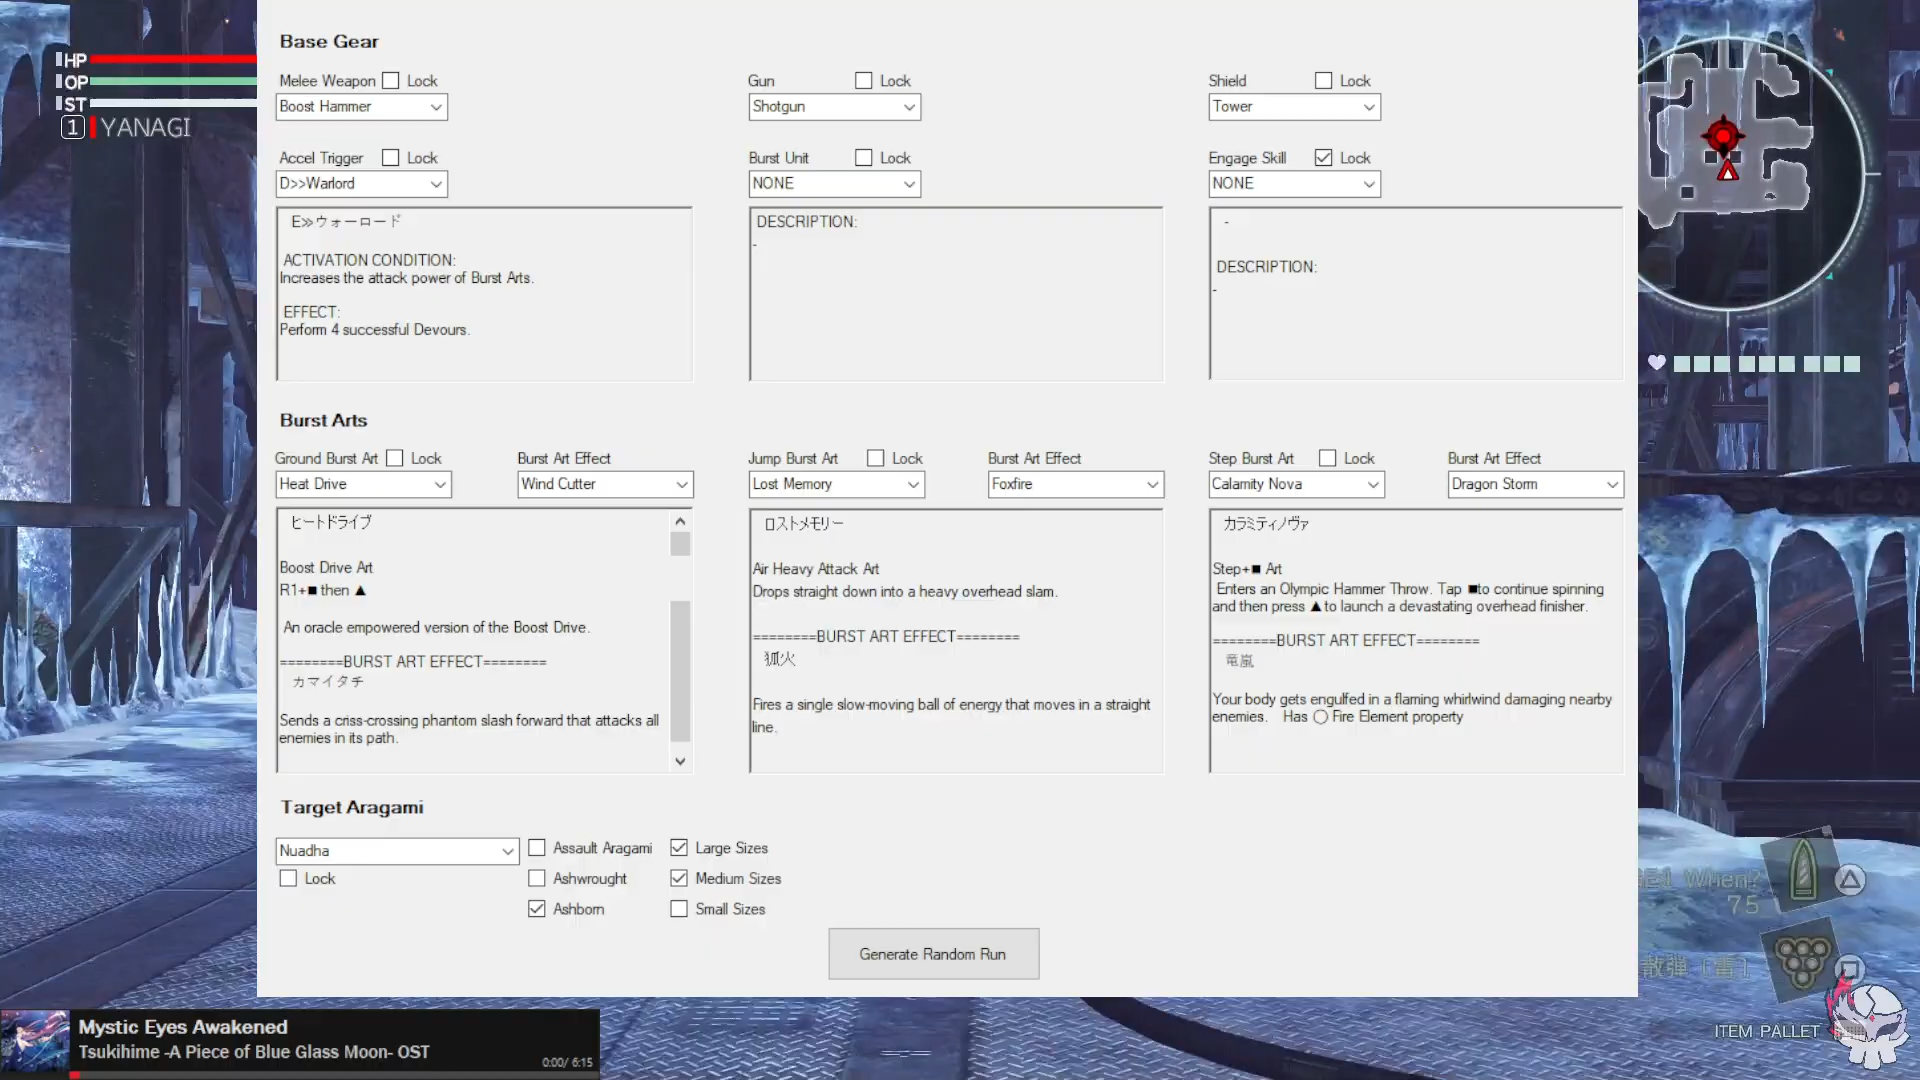 HP
OP
ST
1 YANAGI
Base Gear
Melee Weapon Lock
Boost Hammer
Gun Lock
Shotgun
Shield Lock
Tower
Accel Trigger Lock
D>>Warlord
Burst Unit Lock
NONE
Engage Skill Lock
NONE
E≫ウォーロード
ACTIVATION CONDITION:
Increases the attack power of Burst Arts.
EFFECT:
Perform 4 successful Devours.
DESCRIPTION:
-
-
DESCRIPTION:
-
Burst Arts
Ground Burst Art Lock
Heat Drive
Burst Art Effect
Wind Cutter
Jump Burst Art Lock
Lost Memory
Burst Art Effect
Foxfire
Step Burst Art Lock
Calamity Nova
Burst Art Effect
Dragon Storm
ヒートドライブ
Boost Drive Art
R1+■ then ▲
An oracle empowered version of the Boost Drive.
========BURST ART EFFECT========
カマイタチ
Sends a criss-crossing phantom slash forward that attacks all
enemies in its path.
ロストメモリー
Air Heavy Attack Art
Drops straight down into a heavy overhead slam.
========BURST ART EFFECT========
狐火
Fires a single slow-moving ball of energy that moves in a straight
line.
カラミティノヴァ
Step+■ Art
Enters an Olympic Hammer Throw. Tap ■to continue spinning
and then press ▲to launch a devastating overhead finisher.
========BURST ART EFFECT========
竜嵐
Your body gets engulfed in a flaming whirlwind damaging nearby
enemies. Has ◯ Fire Element property
Target Aragami
Nuadha
Lock
Assault Aragami
Ashwrought
Ashborn
Large Sizes
Medium Sizes
Small Sizes
Generate Random Run
When?
75
散弾［雷］
ITEM PALLET
Mystic Eyes Awakened
Tsukihime -A Piece of Blue Glass Moon- OST
0:00/ 6:15